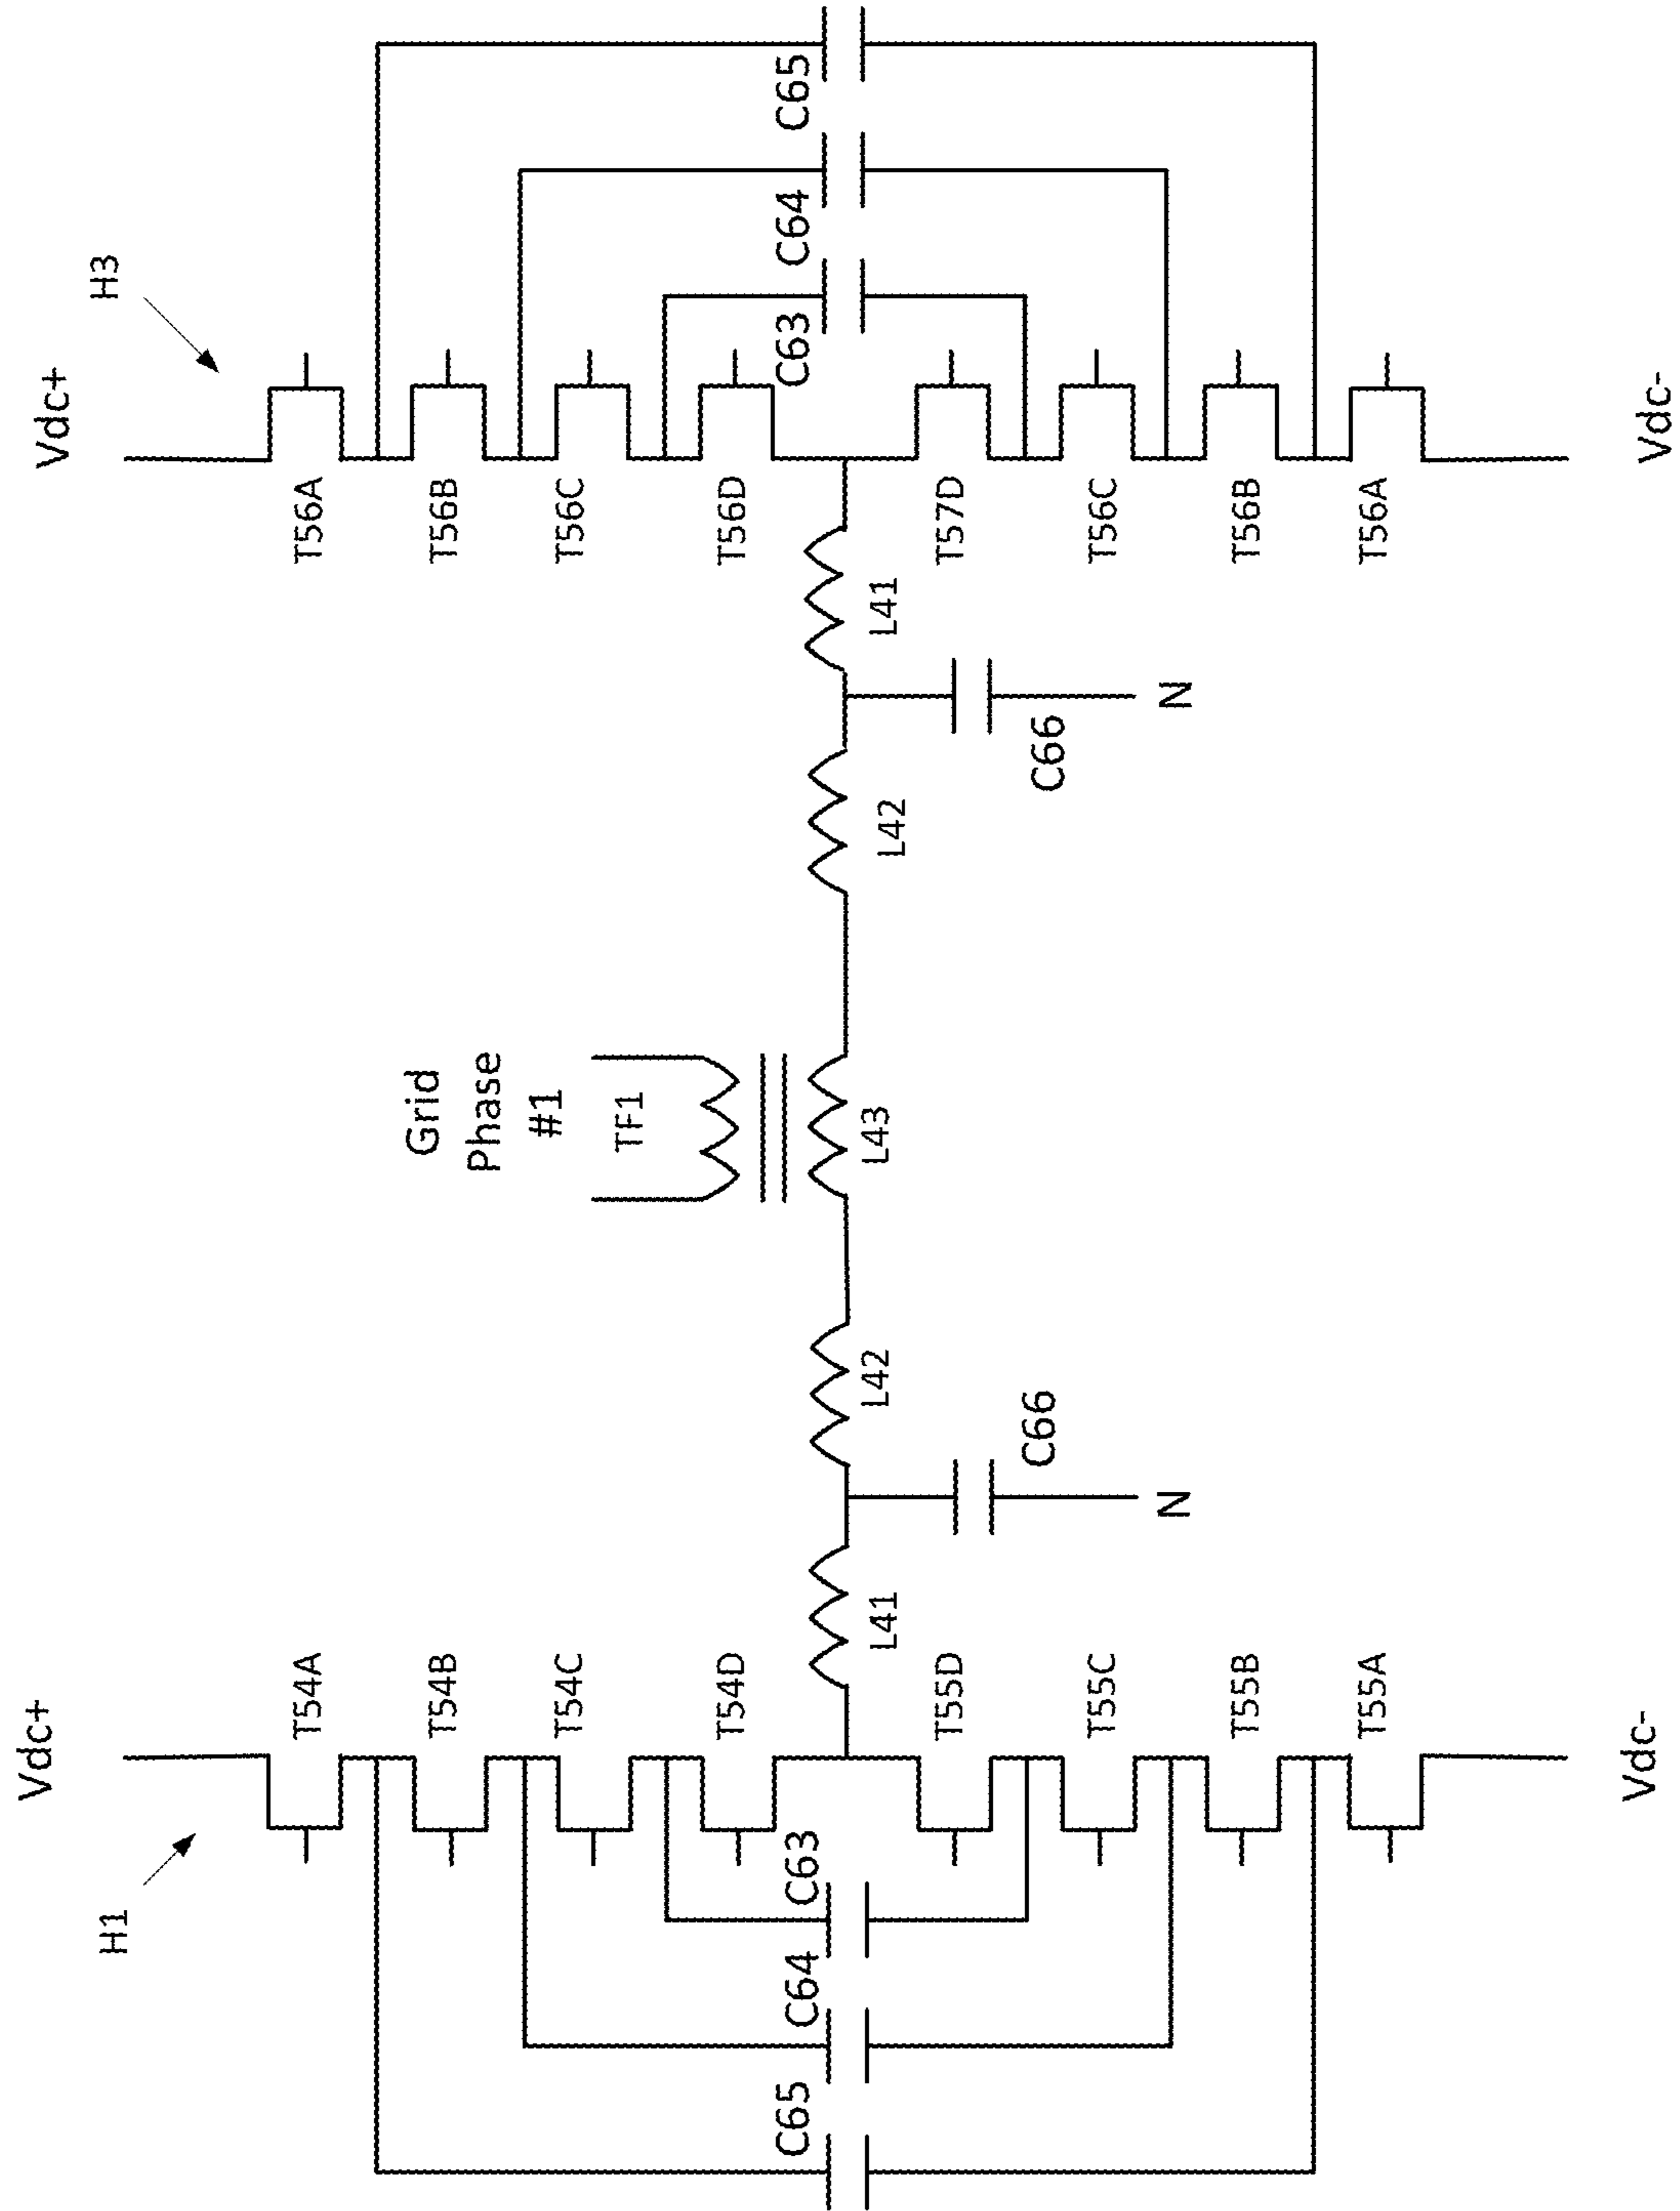 Vdc+
Vdc+
H1
H3
T54A
T54B
T54C
T54D
T55D
T55C
T55B
T55A
C63
C64
C65
L41
C66
N
L42
Grid
Phase
#1
TF1
L43
L42
L41
C66
N
T56A
T56B
T56C
T56D
T57D
T56C
T56B
T56A
C63
C64
C65
Vdc-
Vdc-